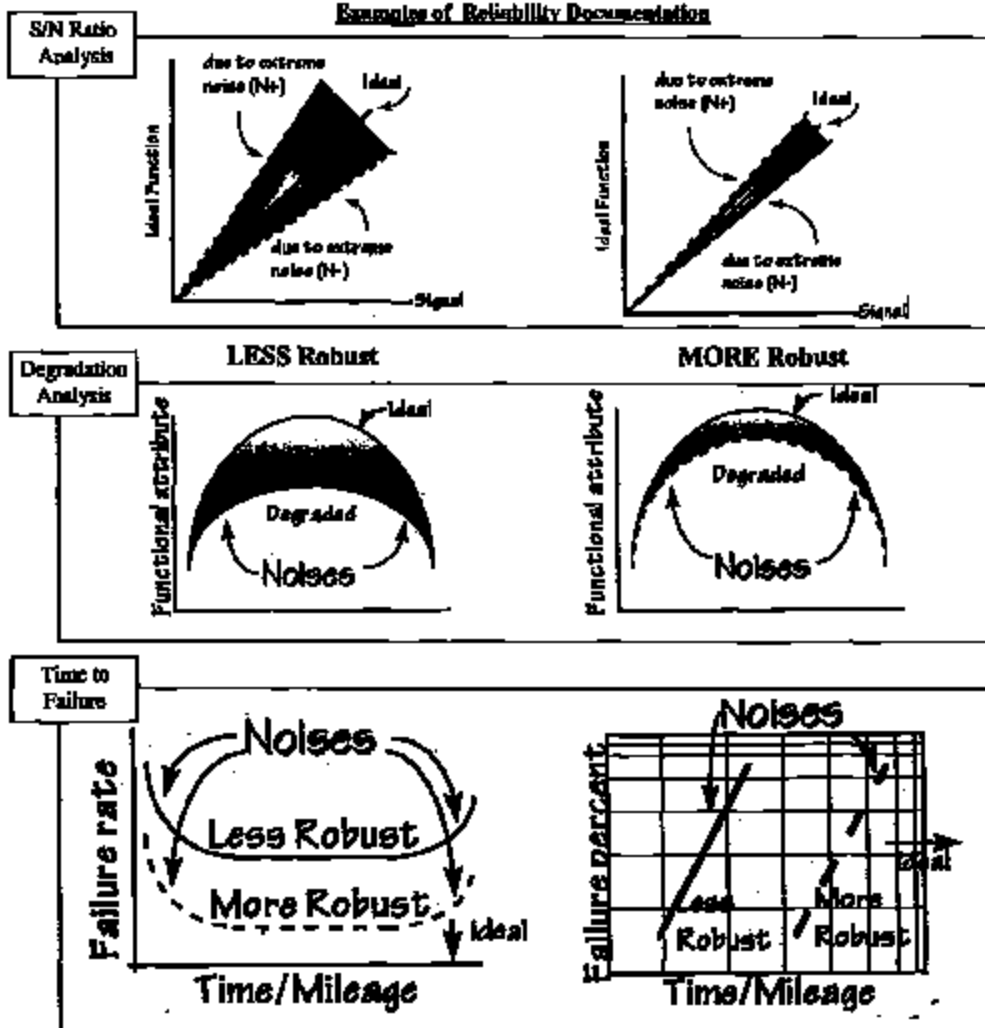 Examples of Reliability Documentation
S/N Ratio
Analysis
due to extreme
noise (N+)
Ideal
Ideal Function
due to extreme
noise (N-)
Signal
due to extreme
noise (N+)
Ideal
Ideal Function
due to extreme
noise (N-)
Signal
LESS Robust
MORE Robust
Degradation
Analysis
Functional attribute
Ideal
Degraded
Noises
Functional attribute
Ideal
Degraded
Noises
Time to
Failure
Failure rate
Noises
Less Robust
More Robust
ideal
Time/Mileage
Noises
Failure percent
Less
Robust
More
Robust
ideal
Time/Mileage